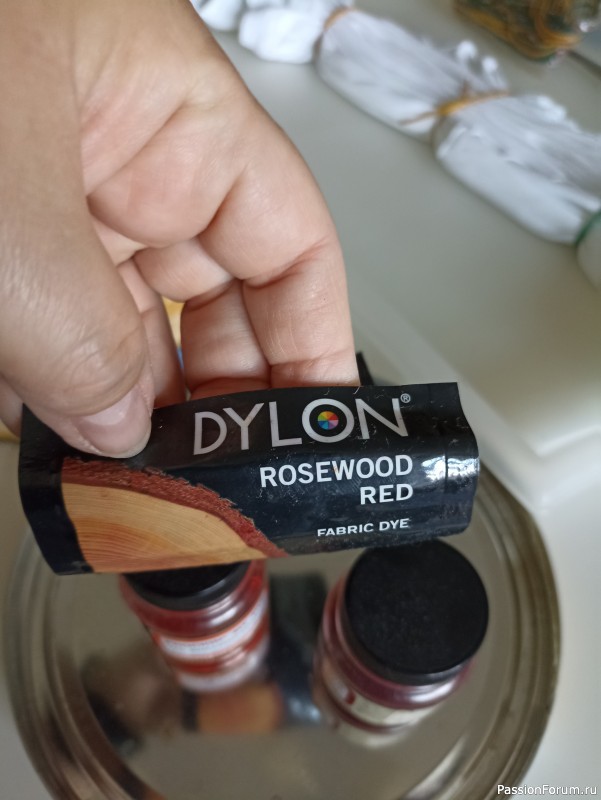 DYLON®
ROSEWOOD
RED
FABRIC DYE
PassionForum.ru